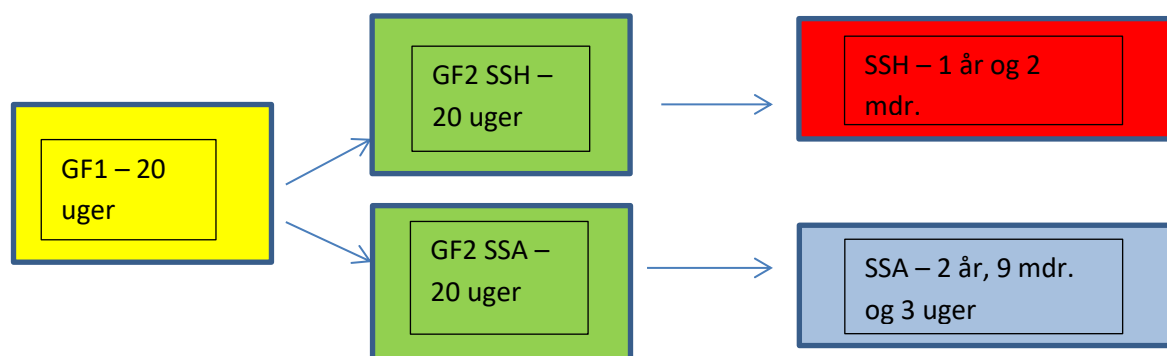 GF1 – 20
uger
GF2 SSH –
20 uger
SSH – 1 år og 2
mdr.
GF2 SSA –
20 uger
SSA – 2 år, 9 mdr.
og 3 uger